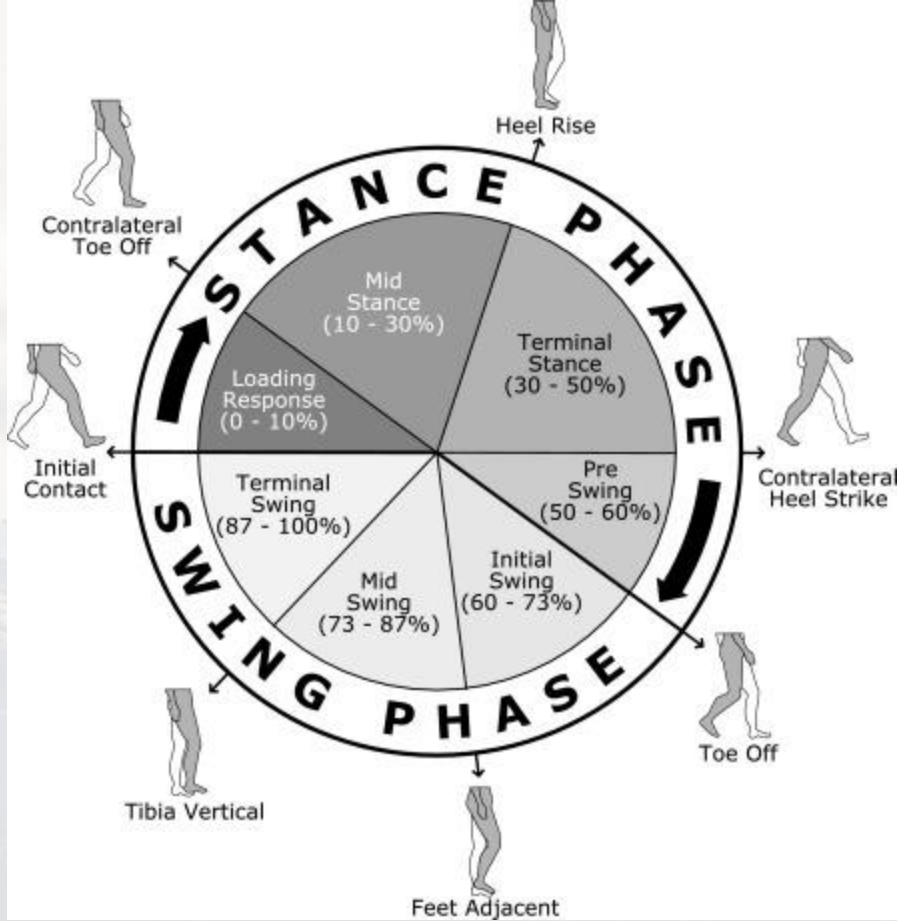 Heel Rise
Contralateral
Toe Off
STANCE PHASE
Mid
Stance
(10 - 30%)
Terminal
Stance
(30 - 50%)
Loading
Response
(0 - 10%)
Initial
Contact
Contralateral
Heel Strike
Pre
Swing
(50 - 60%)
Terminal
Swing
(87 - 100%)
Initial
Swing
(60 - 73%)
Mid
Swing
(73 - 87%)
SWING PHASE
Toe Off
Tibia Vertical
Feet Adjacent